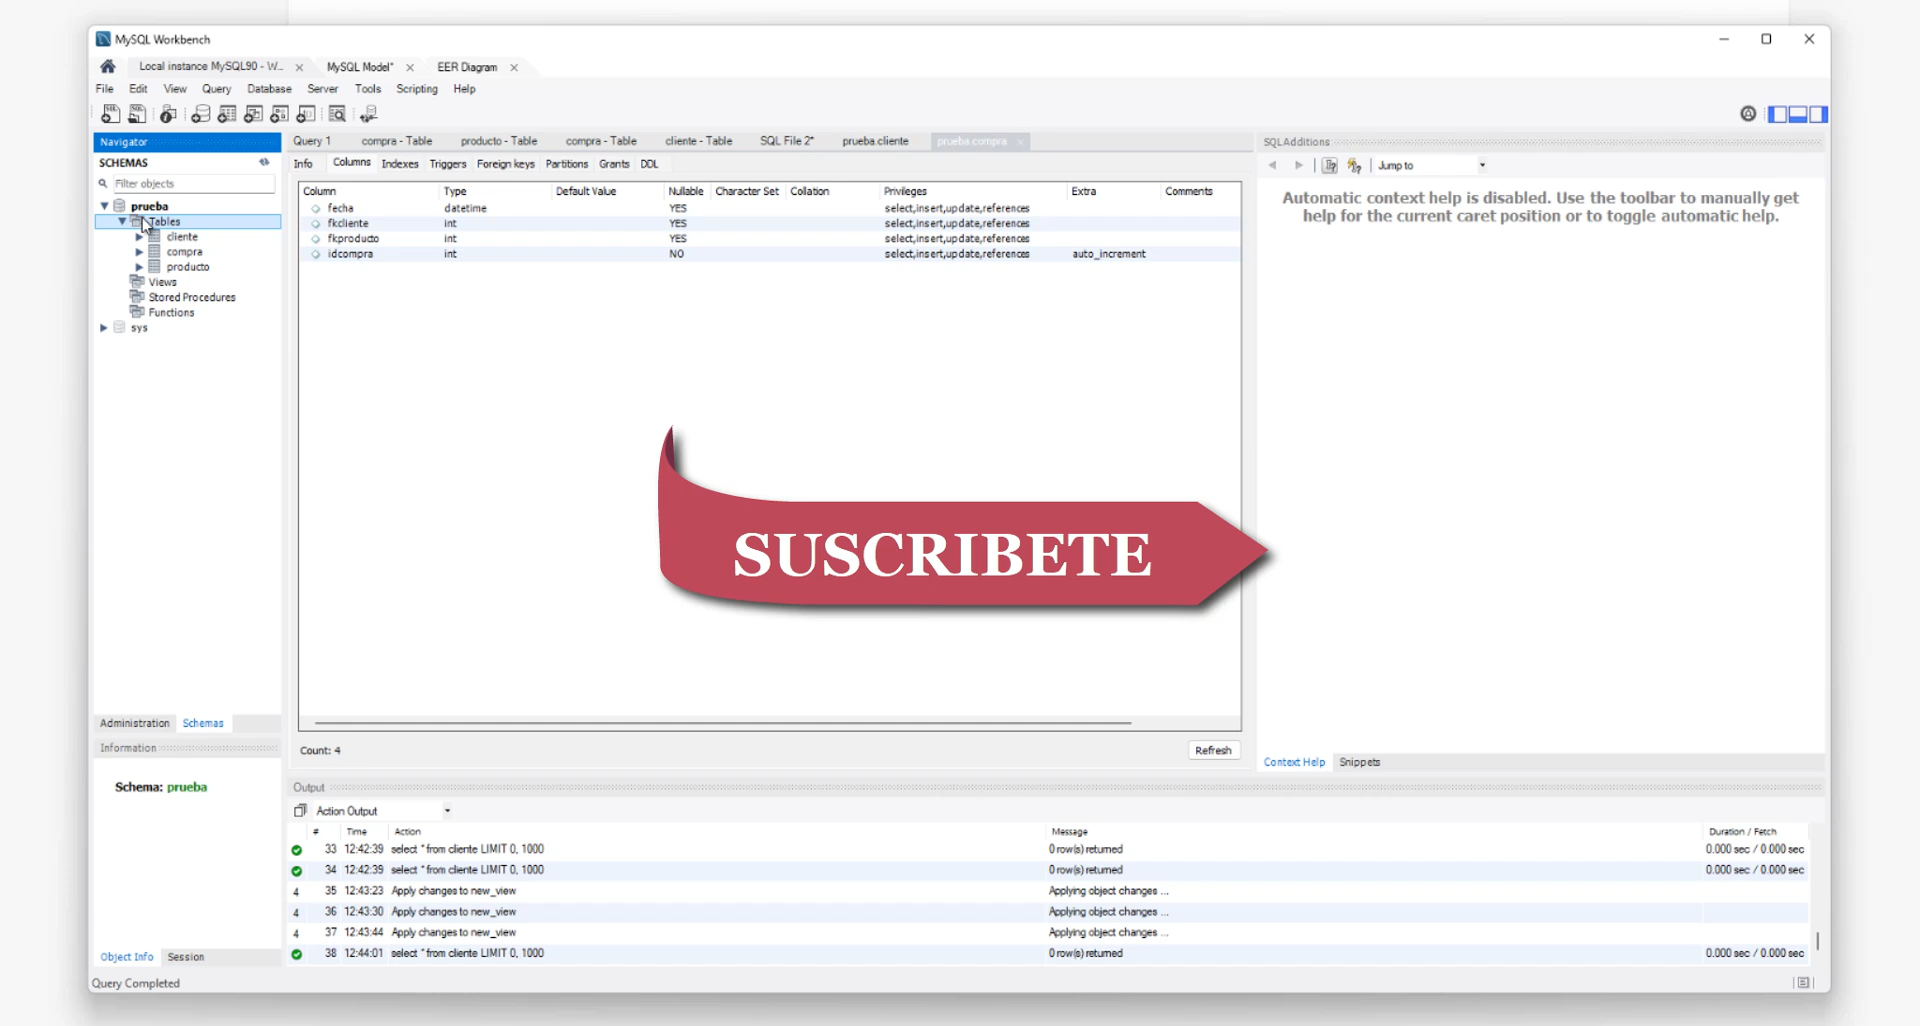 MySQL Workbench
Local instance MySQL90 - W... MySQL Model* EER Diagram
File Edit View Query Database Server Tools Scripting Help
Navigator
SCHEMAS
Filter objects
prueba
Tables
cliente
compra
producto
Views
Stored Procedures
Functions
sys
Administration Schemas
Information
Schema: prueba
Object Info Session
Query Completed
Query 1 compra - Table producto - Table compra - Table cliente - Table SQL File 2* prueba.cliente prueba.compra
Info Columns Indexes Triggers Foreign keys Partitions Grants DDL
Column Type Default Value Nullable Character Set Collation Privileges Extra Comments
fecha datetime YES select,insert,update,references
fkcliente int YES select,insert,update,references
fkproducto int YES select,insert,update,references
idcompra int NO select,insert,update,references auto_increment
SUSCRIBETE
Count: 4 Refresh
SQLAdditions
Jump to
Automatic context help is disabled. Use the toolbar to manually get
help for the current caret position or to toggle automatic help.
Context Help Snippets
Output
Action Output
# Time Action Message Duration / Fetch
33 12:42:39 select * from cliente LIMIT 0, 1000 0 row(s) returned 0.000 sec / 0.000 sec
34 12:42:39 select * from cliente LIMIT 0, 1000 0 row(s) returned 0.000 sec / 0.000 sec
4 35 12:43:23 Apply changes to new_view Applying object changes ...
4 36 12:43:30 Apply changes to new_view Applying object changes ...
4 37 12:43:44 Apply changes to new_view Applying object changes ...
38 12:44:01 select * from cliente LIMIT 0, 1000 0 row(s) returned 0.000 sec / 0.000 sec